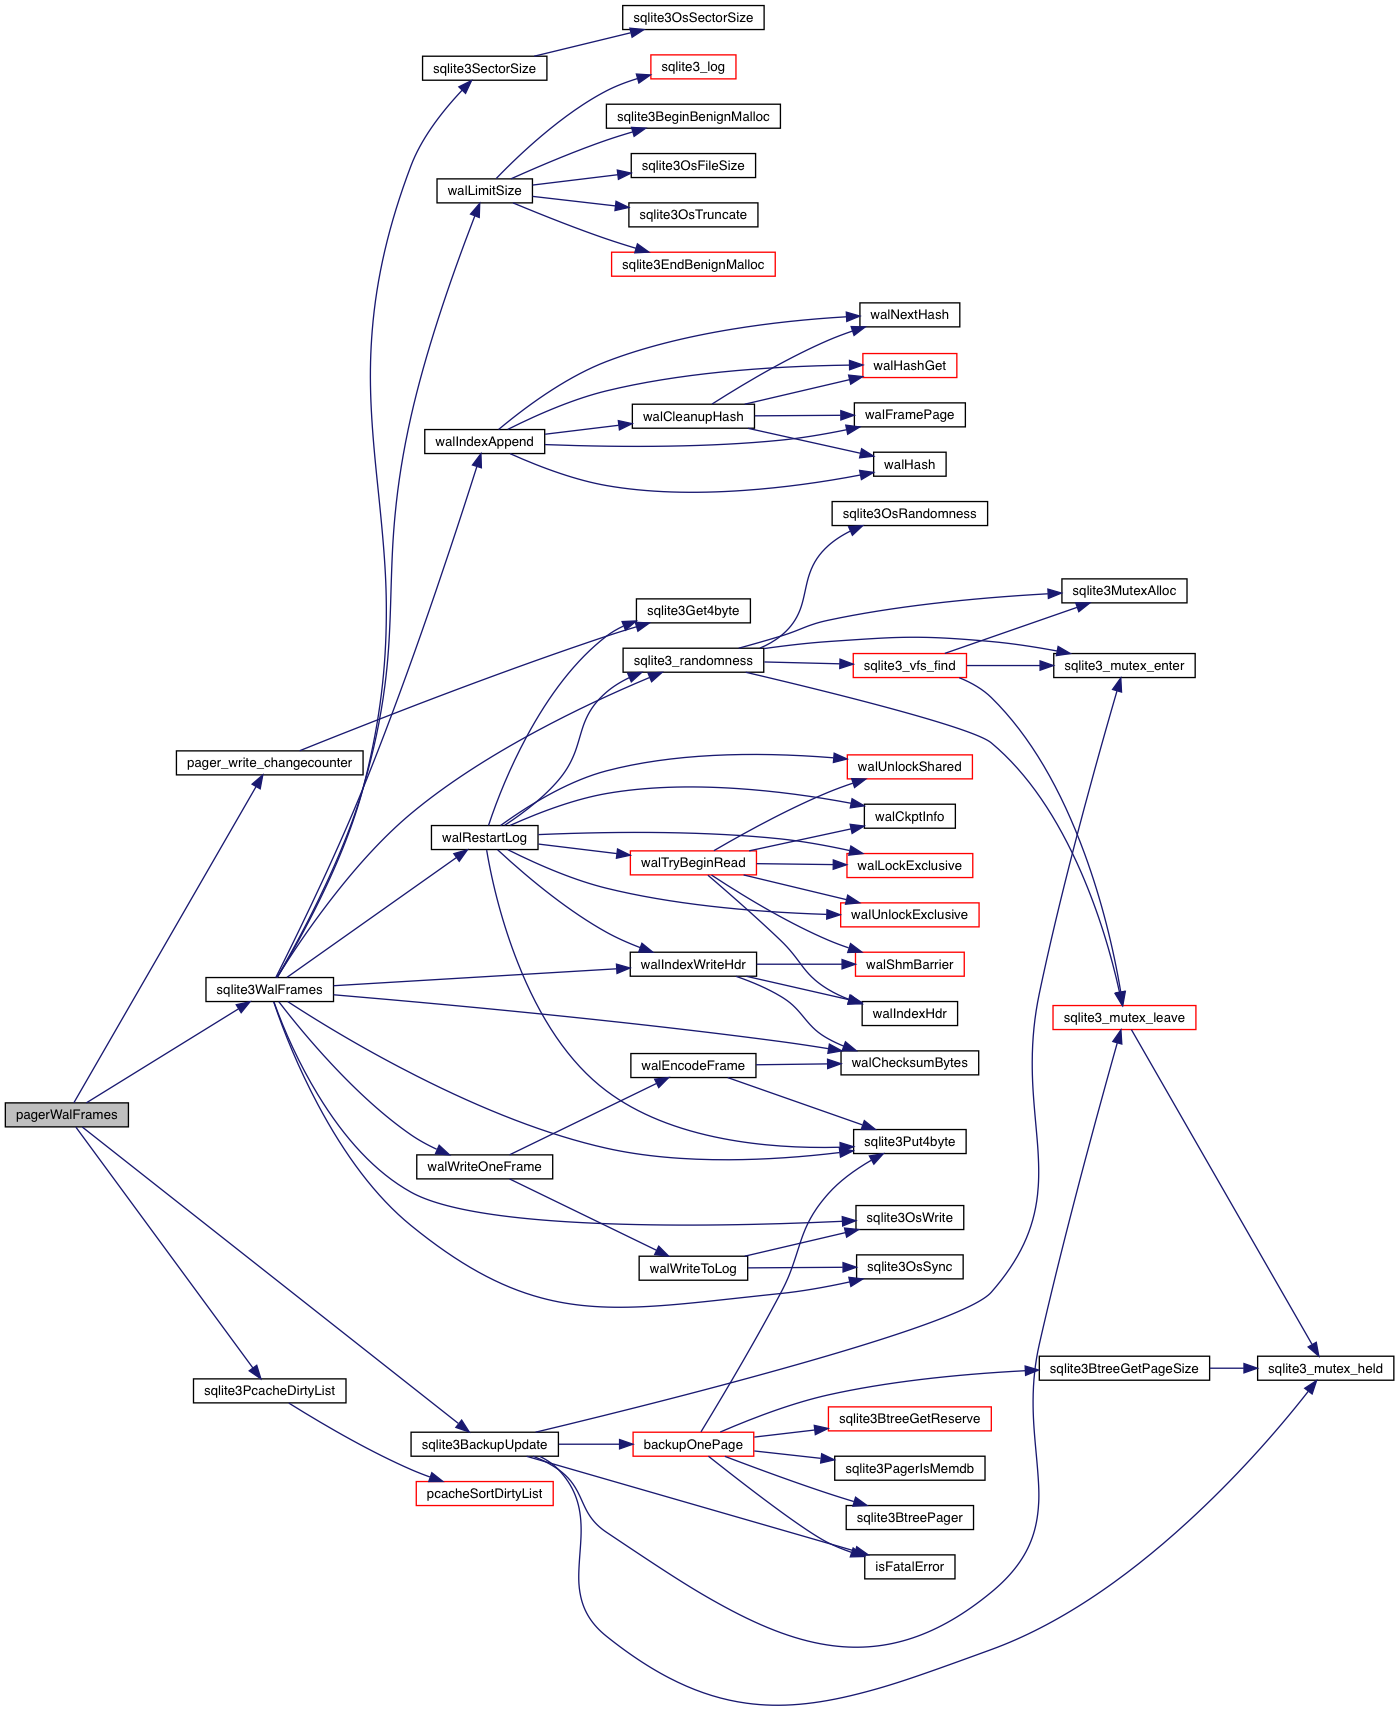 sqlite3OsSectorSize
sqlite3SectorSize
sqlite3_log
sqlite3BeginBenignMalloc
sqlite3OsFileSize
walLimitSize
sqlite3OsTruncate
sqlite3EndBenignMalloc
walNextHash
walHashGet
walCleanupHash
walFramePage
walIndexAppend
walHash
sqlite3OsRandomness
sqlite3MutexAlloc
sqlite3Get4byte
sqlite3_randomness
sqlite3_vfs_find
sqlite3_mutex_enter
pager_write_changecounter
walUnlockShared
walCkptInfo
walRestartLog
walTryBeginRead
walLockExclusive
walUnlockExclusive
walIndexWriteHdr
walShmBarrier
sqlite3WalFrames
walIndexHdr
sqlite3_mutex_leave
walEncodeFrame
walChecksumBytes
pagerWalFrames
sqlite3Put4byte
walWriteOneFrame
sqlite3OsWrite
walWriteToLog
sqlite3OsSync
sqlite3BtreeGetPageSize
sqlite3_mutex_held
sqlite3PcacheDirtyList
sqlite3BtreeGetReserve
sqlite3BackupUpdate
backupOnePage
sqlite3PagerIsMemdb
pcacheSortDirtyList
sqlite3BtreePager
isFatalError